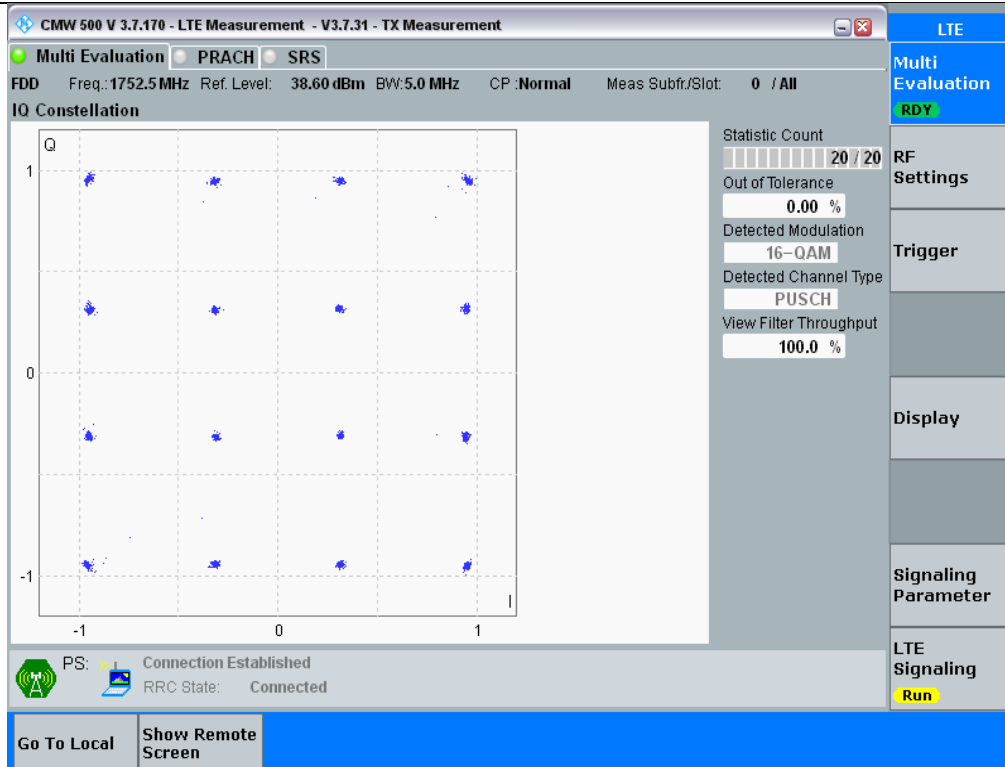 CMW 500 V 3.7.170 - LTE Measurement - V3.7.31 - TX Measurement
LTE
Multi Evaluation PRACH SRS
FDD Freq.:1752.5 MHz Ref. Level: 38.60 dBm BW:5.0 MHz CP :Normal Meas Subfr./Slot: 0 / All
IQ Constellation
Q
1
0
-1
-1 0 1
I
Statistic Count
20 / 20
Out of Tolerance
0.00 %
Detected Modulation
16-QAM
Detected Channel Type
PUSCH
View Filter Throughput
100.0 %
Multi
Evaluation
RDY
RF
Settings
Trigger
Display
Signaling
Parameter
LTE
Signaling
Run
PS: Connection Established
RRC State: Connected
Go To Local
Show Remote
Screen